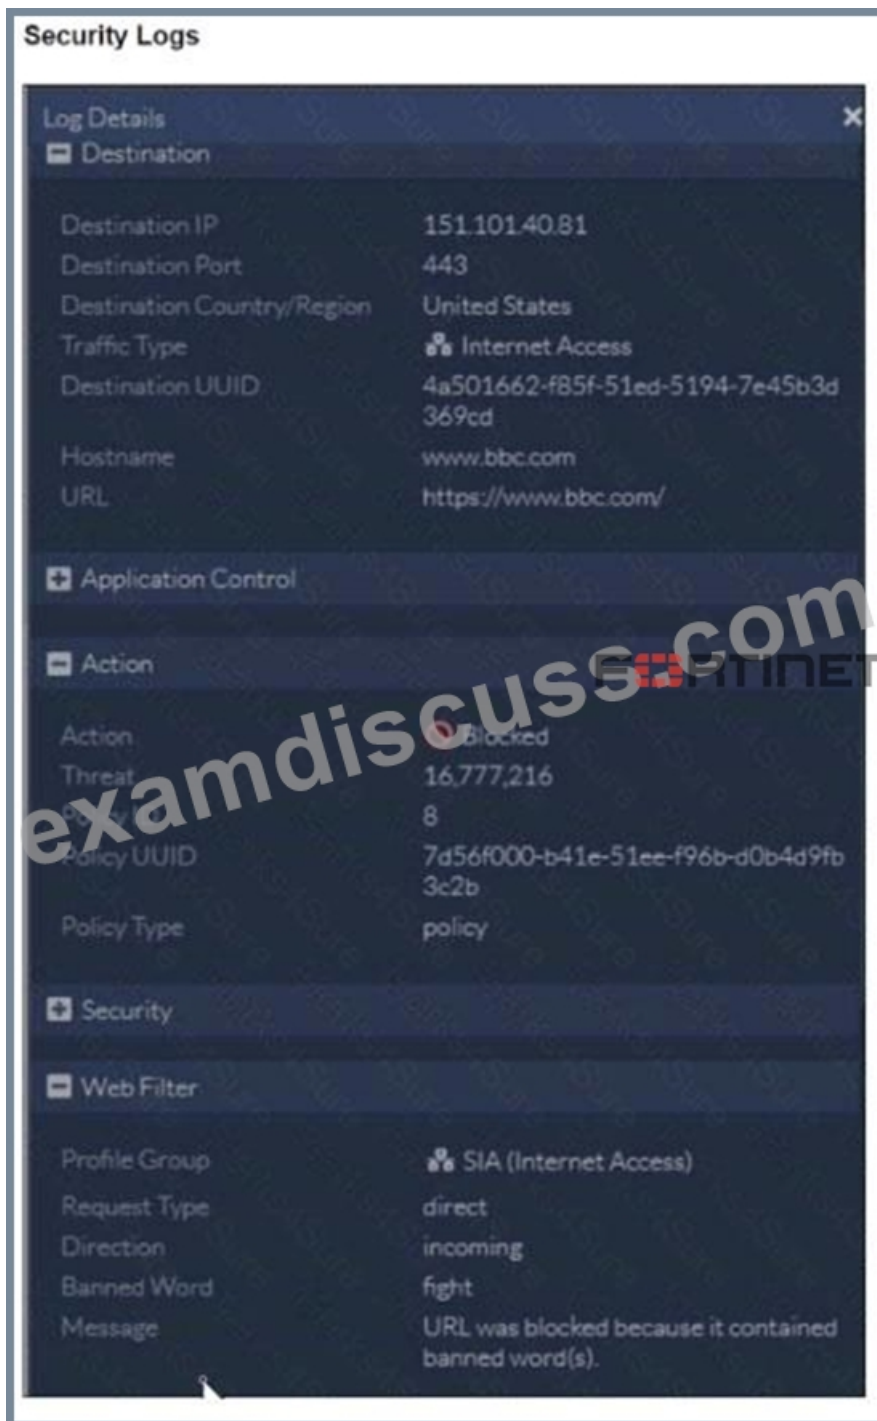 Security Logs
Log Details
Destination
Destination IP 151.101.40.81
Destination Port 443
Destination Country/Region United States
Traffic Type Internet Access
Destination UUID 4a501662-f85f-51ed-5194-7e45b3d
369cd
Hostname www.bbc.com
URL https://www.bbc.com/
Application Control
Action
FORTINET
examdiscuss.com
Action Blocked
Threat 16,777,216
8
Policy UUID 7d56f000-b41e-51ee-f96b-d0b4d9fb
3c2b
Policy Type policy
Security
Web Filter
Profile Group SIA (Internet Access)
Request Type direct
Direction incoming
Banned Word fight
Message URL was blocked because it contained
banned word(s).